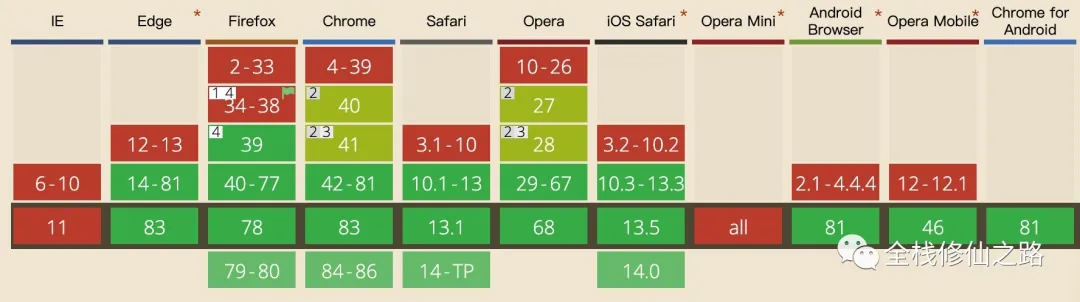 IE Edge * Firefox Chrome Safari Opera iOS Safari * Opera Mini * Android Browser * Opera Mobile * Chrome for Android
2-33 4-39 10-26
1 4 34-38 2 40 2 27
12-13 4 39 2 3 41 3.1-10 2 3 28 3.2-10.2
6-10 14-81 40-77 42-81 10.1-13 29-67 10.3-13.3 2.1-4.4.4 12-12.1
11 83 78 83 13.1 68 13.5 all 81 46 81
79-80 84-86 14-TP 14.0
全栈修仙之路